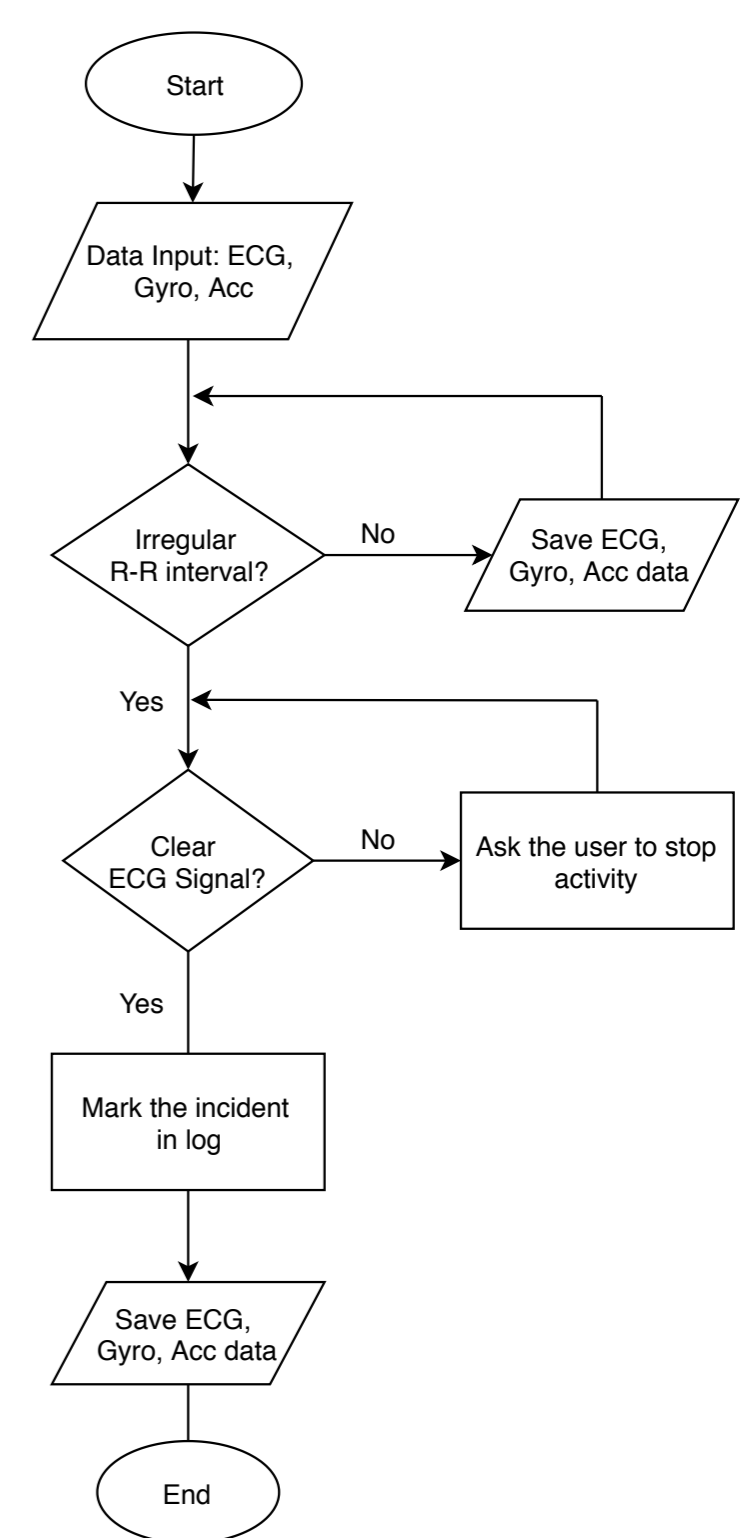 Start
Data Input: ECG,
Gyro, Acc
Irregular
R-R interval?
No
Save ECG,
Gyro, Acc data
Yes
Clear
ECG Signal?
No
Ask the user to stop
activity
Yes
Mark the incident
in log
Save ECG,
Gyro, Acc data
End